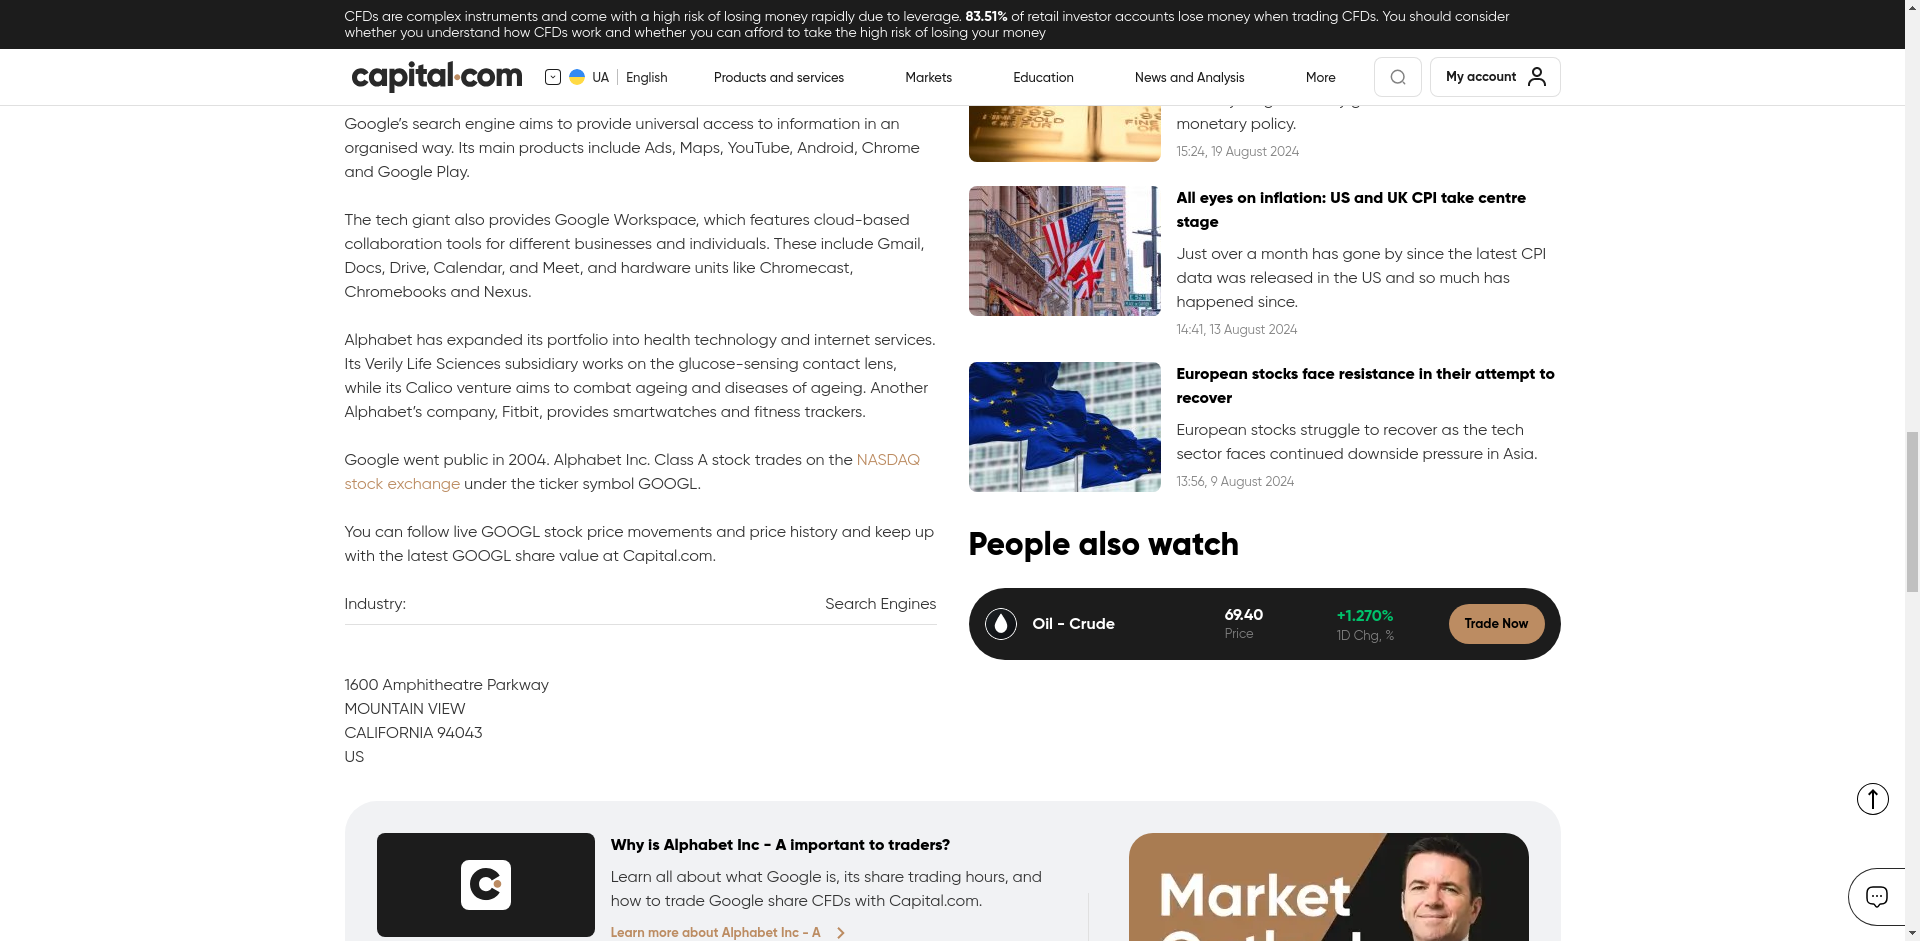 CFDs are complex instruments and come with a high risk of losing money rapidly due to leverage. 83.51% of retail investor accounts lose money when trading CFDs. You should consider
whether you understand how CFDs work and whether you can afford to take the high risk of losing your money
capital.com
UA
English
Products and services
Markets
Education
News and Analysis
More
My account
Google’s search engine aims to provide universal access to information in an
organised way. Its main products include Ads, Maps, YouTube, Android, Chrome
and Google Play.
The tech giant also provides Google Workspace, which features cloud-based
collaboration tools for different businesses and individuals. These include Gmail,
Docs, Drive, Calendar, and Meet, and hardware units like Chromecast,
Chromebooks and Nexus.
Alphabet has expanded its portfolio into health technology and internet services.
Its Verily Life Sciences subsidiary works on the glucose-sensing contact lens,
while its Calico venture aims to combat ageing and diseases of ageing. Another
Alphabet’s company, Fitbit, provides smartwatches and fitness trackers.
Google went public in 2004. Alphabet Inc. Class A stock trades on the NASDAQ
stock exchange under the ticker symbol GOOGL.
You can follow live GOOGL stock price movements and price history and keep up
with the latest GOOGL share value at Capital.com.
Industry:
Search Engines
1600 Amphitheatre Parkway
MOUNTAIN VIEW
CALIFORNIA 94043
US
monetary policy.
15:24, 19 August 2024
All eyes on inflation: US and UK CPI take centre
stage
Just over a month has gone by since the latest CPI
data was released in the US and so much has
happened since.
14:41, 13 August 2024
European stocks face resistance in their attempt to
recover
European stocks struggle to recover as the tech
sector faces continued downside pressure in Asia.
13:56, 9 August 2024
People also watch
Oil - Crude
69.40
Price
+1.270%
1D Chg, %
Trade Now
Why is Alphabet Inc - A important to traders?
Learn all about what Google is, its share trading hours, and
how to trade Google share CFDs with Capital.com.
Learn more about Alphabet Inc - A
Market